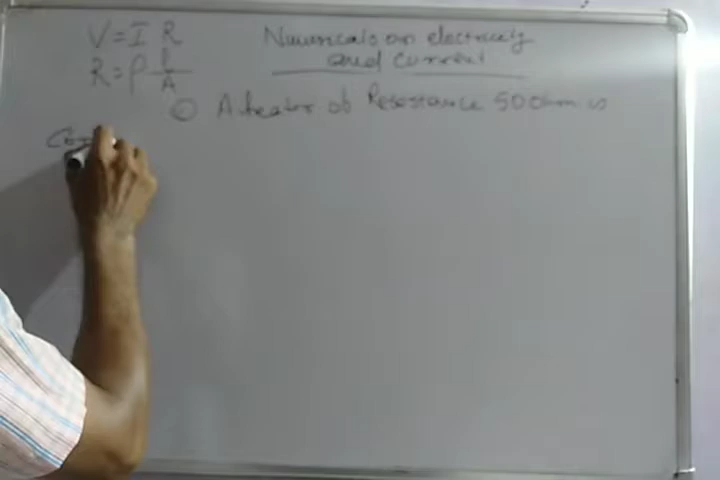 V = I R
R = ρ l/A
Numericals on electricity
and current
① A heater of Resistance 50 Ohm is